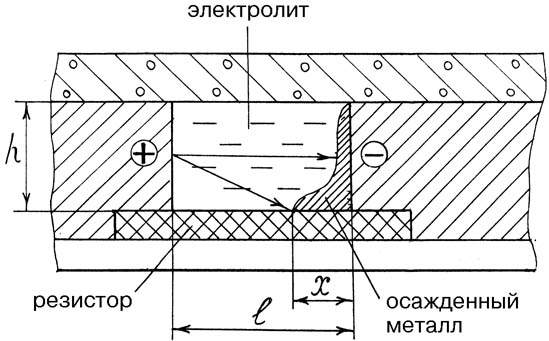 электролит
h
+
−
резистор
x
осажденный
металл
l